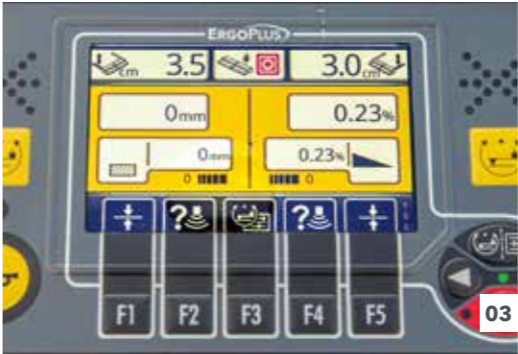 ERGOPLUS
cm 3.5 3.0 cm
0mm 0.23%
0mm 0.23%
0 0
? ?
F1 F2 F3 F4 F5
03